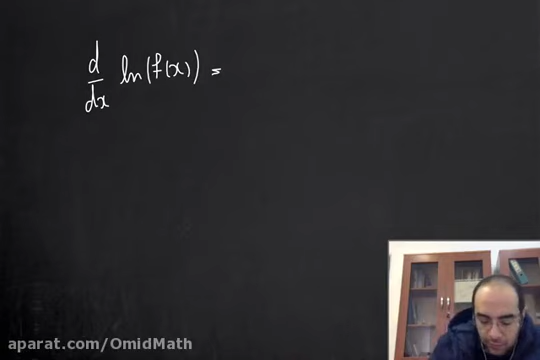 d/dx ln(f(x)) =
aparat.com/OmidMath